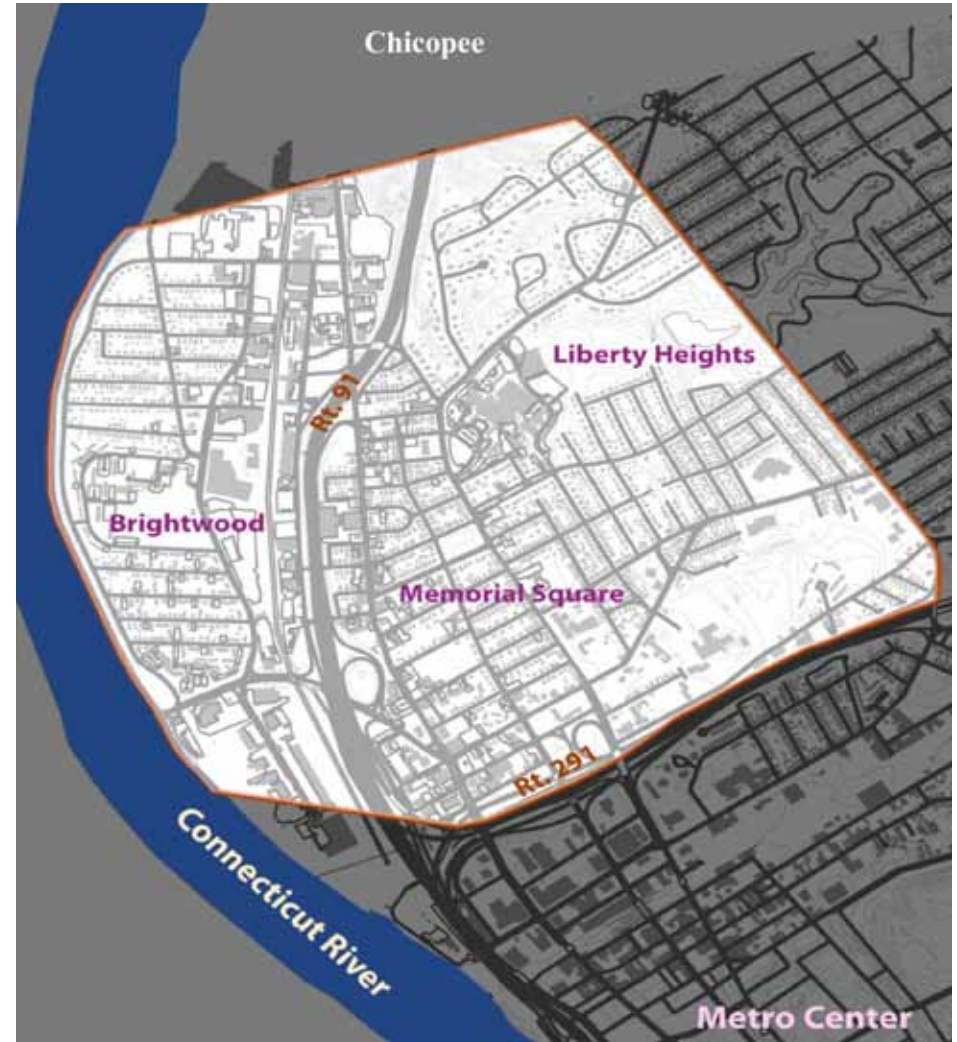 Chicopee
Liberty Heights
Rt. 91
Brightwood
Memorial Square
Rt. 291
Connecticut River
Metro Center